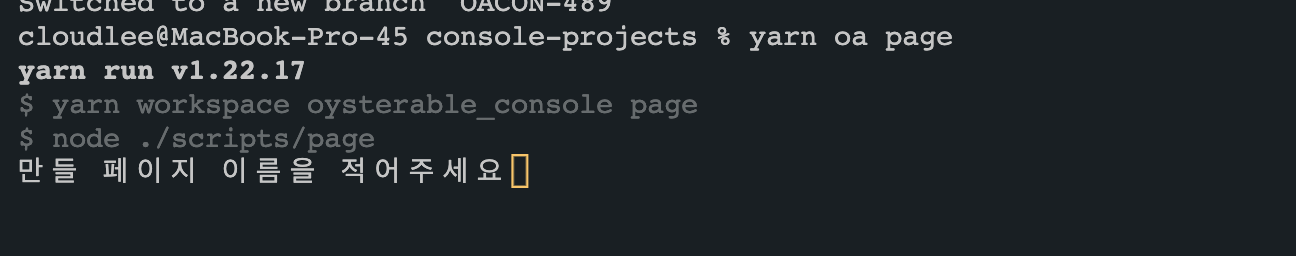 Switched to a new branch 'OACON-489'
cloudlee@MacBook-Pro-45 console-projects % yarn oa page
yarn run v1.22.17
$ yarn workspace oysterable_console page
$ node ./scripts/page
만들 페이지 이름을 적어주세요